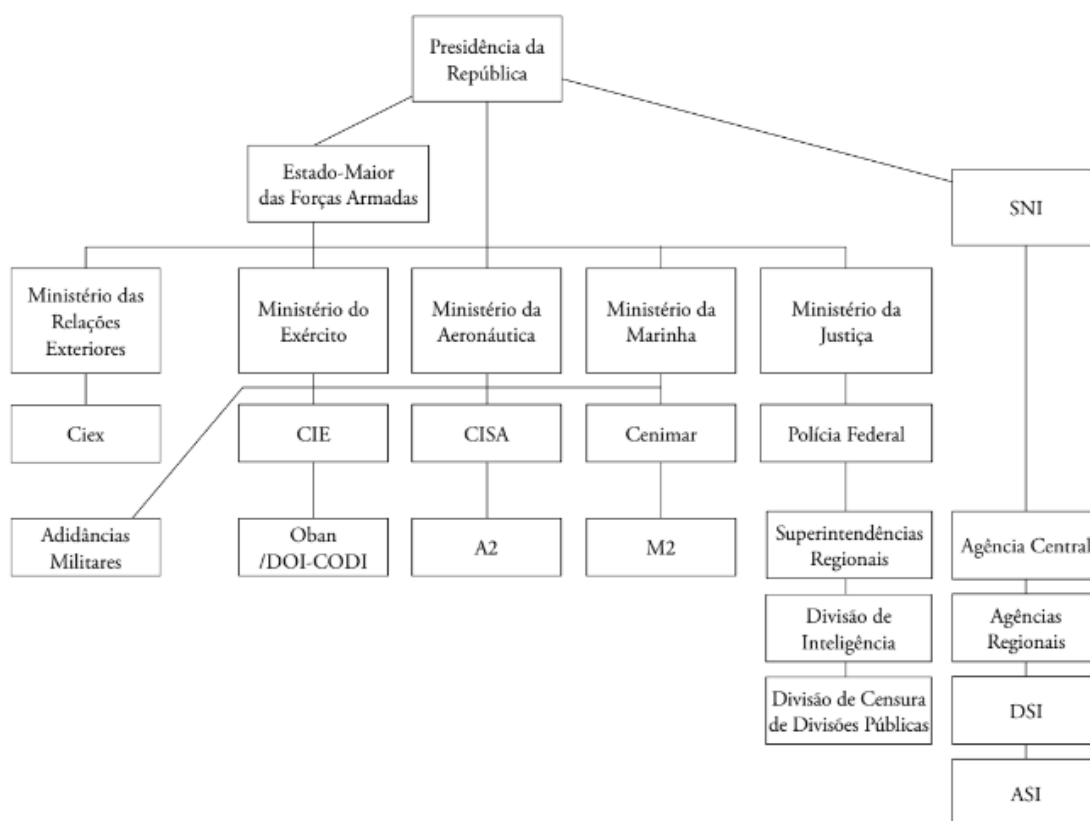 Presidência da
República
Estado-Maior
das Forças Armadas
SNI
Ministério das
Relações
Exteriores
Ministério do
Exército
Ministério da
Aeronáutica
Ministério da
Marinha
Ministério da
Justiça
Ciex
CIE
CISA
Cenimar
Polícia Federal
Adidâncias
Militares
Oban
/DOI-CODI
A2
M2
Superintendências
Regionais
Agência Central
Divisão de
Inteligência
Agências
Regionais
Divisão de Censura
de Divisões Públicas
DSI
ASI